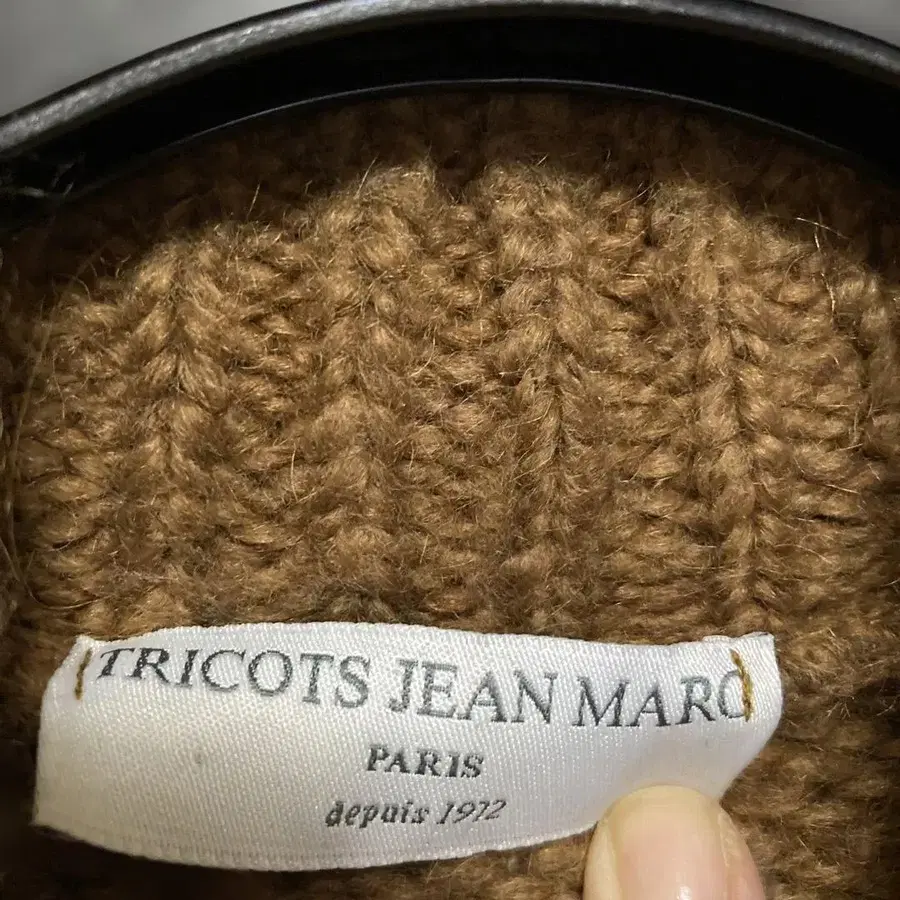 TRICOTS JEAN MARC
PARIS
depuis 1972